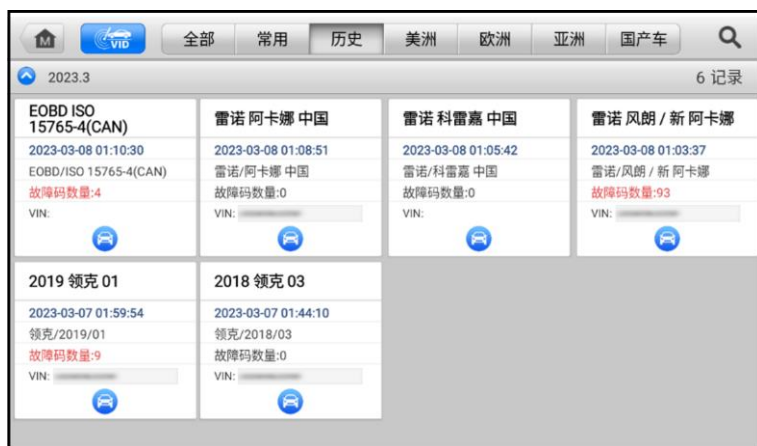 M
VID
全部
常用
历史
美洲
欧洲
亚洲
国产车
2023.3
6 记录
EOBD ISO
15765-4(CAN)
2023-03-08 01:10:30
EOBD/ISO 15765-4(CAN)
故障码数量:4
VIN:
雷诺 阿卡娜 中国
2023-03-08 01:08:51
雷诺/阿卡娜 中国
故障码数量:0
VIN:
雷诺 科雷嘉 中国
2023-03-08 01:05:42
雷诺/科雷嘉 中国
故障码数量:0
VIN:
雷诺 风朗 / 新 阿卡娜
2023-03-08 01:03:37
雷诺/风朗 / 新 阿卡娜
故障码数量:93
VIN:
2019 领克 01
2023-03-07 01:59:54
领克/2019/01
故障码数量:9
VIN:
2018 领克 03
2023-03-07 01:44:10
领克/2018/03
故障码数量:0
VIN: